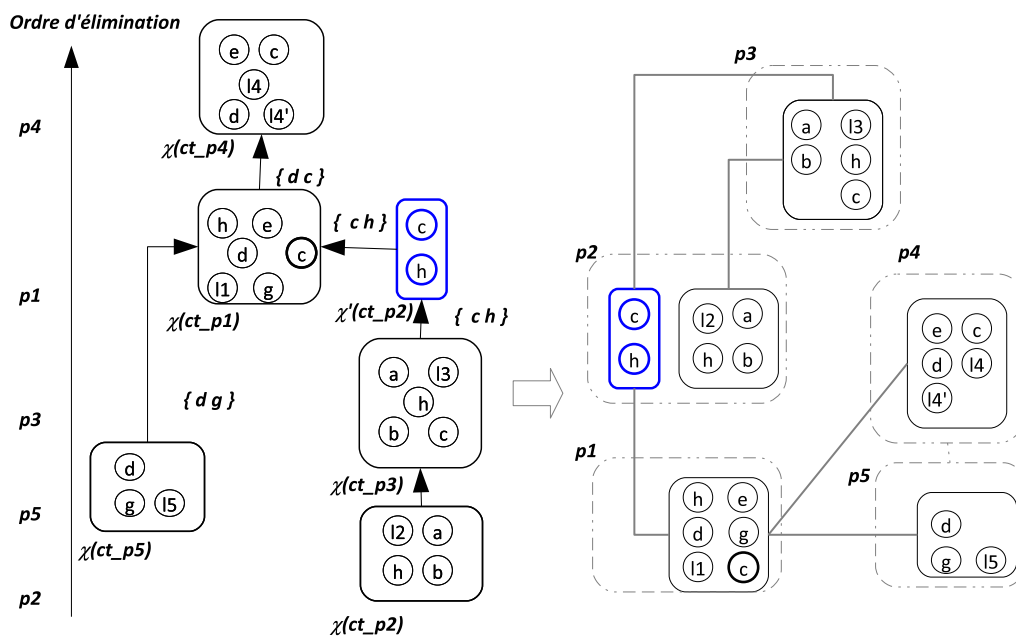 Ordre d'élimination
p4
p1
p3
p5
p2
e c
l4
d l4'
χ(ct_p4)
{ d c }
h e
d c
l1 g
χ(ct_p1)
{ c h }
c
h
χ'(ct_p2)
{ c h }
a l3
h
b c
χ(ct_p3)
{ d g }
d
g l5
χ(ct_p5)
l2 a
h b
χ(ct_p2)
p3
a l3
b h
c
p2
c
h
l2 a
h b
p4
e c
d l4
l4'
p1
h e
d g
l1 c
p5
d
g l5